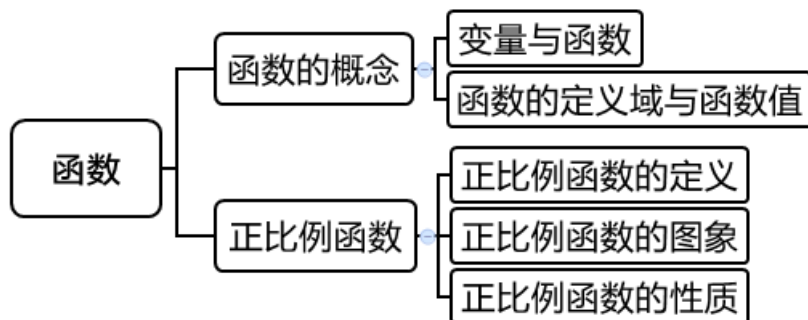 函数
函数的概念
变量与函数
函数的定义域与函数值
正比例函数
正比例函数的定义
正比例函数的图象
正比例函数的性质